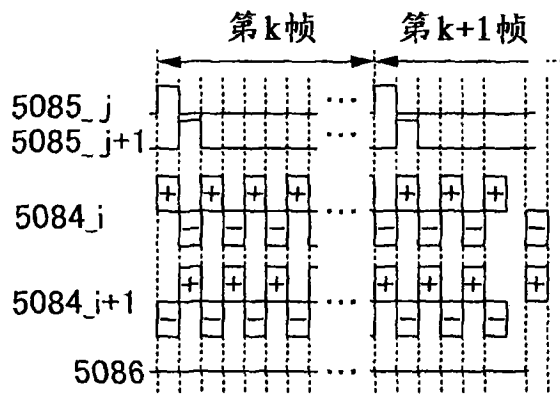 第k帧 第k+1帧
...
5085_j ...
5085_j+1 ...
+ + + + + + +
5084_i ...
- - - - - - - -
+ + + + + + +
5084_i+1 ...
- - - - - - -
5086 ...